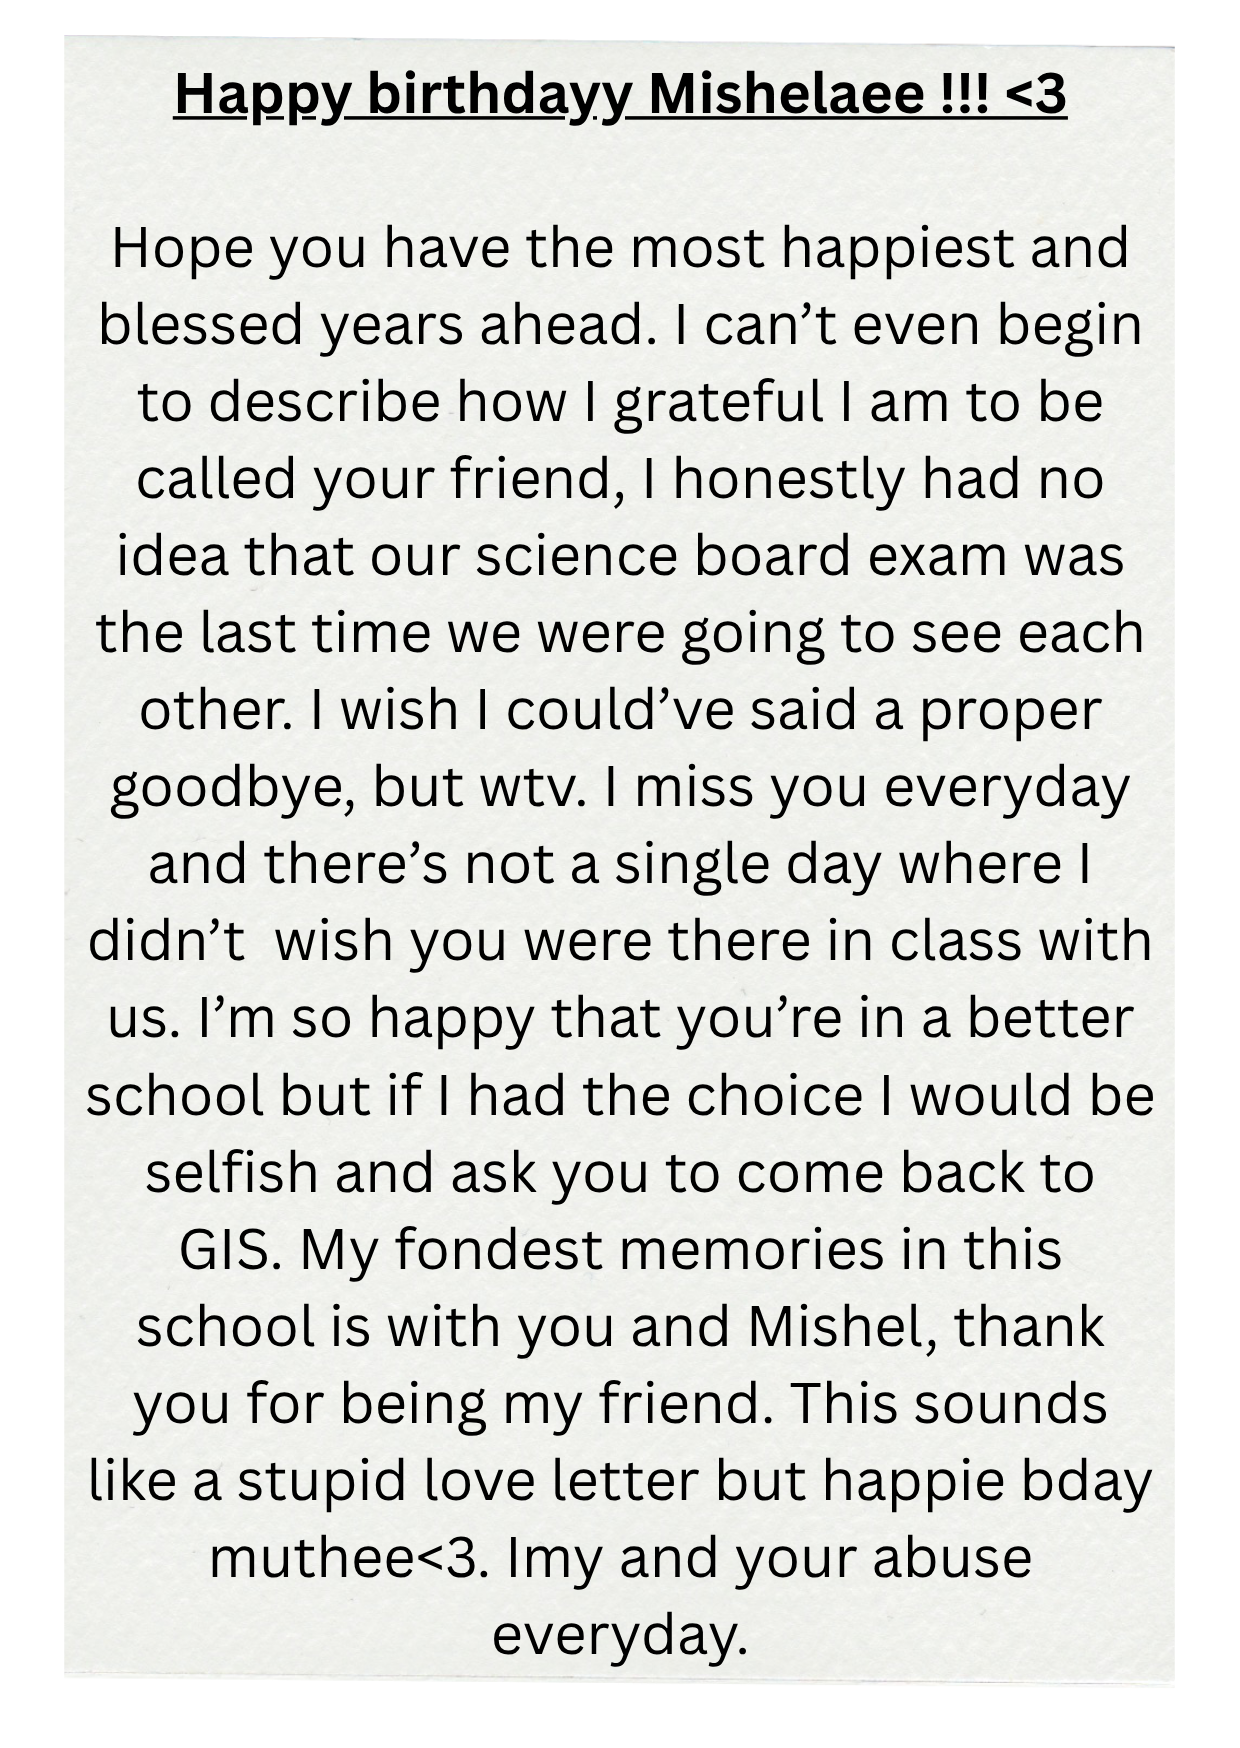 Happy birthdayy Mishelaee !!! <3
Hope you have the most happiest and
blessed years ahead. I can’t even begin
to describe how I grateful I am to be
called your friend, I honestly had no
idea that our science board exam was
the last time we were going to see each
other. I wish I could’ve said a proper
goodbye, but wtv. I miss you everyday
and there’s not a single day where I
didn’t  wish you were there in class with
us. I’m so happy that you’re in a better
school but if I had the choice I would be
selfish and ask you to come back to
GIS. My fondest memories in this
school is with you and Mishel, thank
you for being my friend. This sounds
like a stupid love letter but happie bday
muthee<3. Imy and your abuse
everyday.